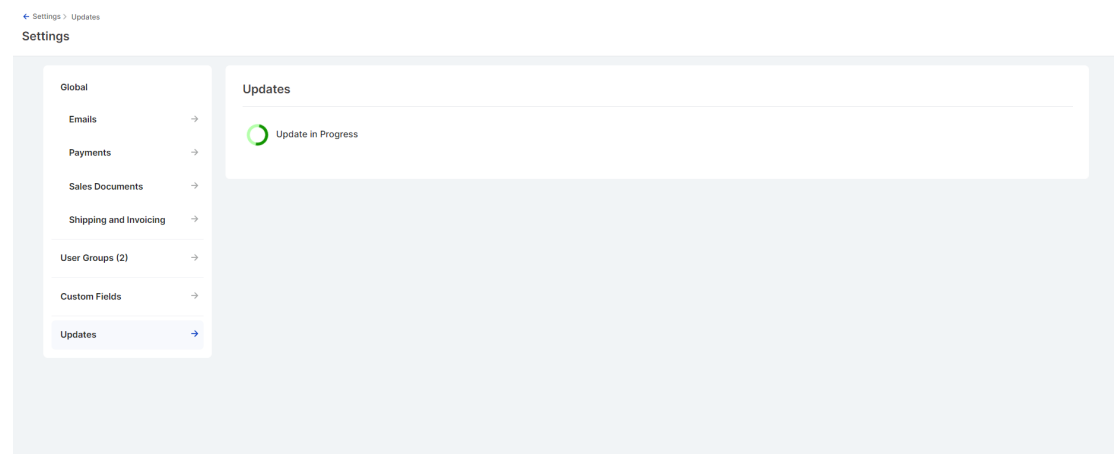 ← Settings > Updates
Settings
Global
Emails →
Payments →
Sales Documents →
Shipping and Invoicing →
User Groups (2) →
Custom Fields →
Updates →
Updates
Update in Progress